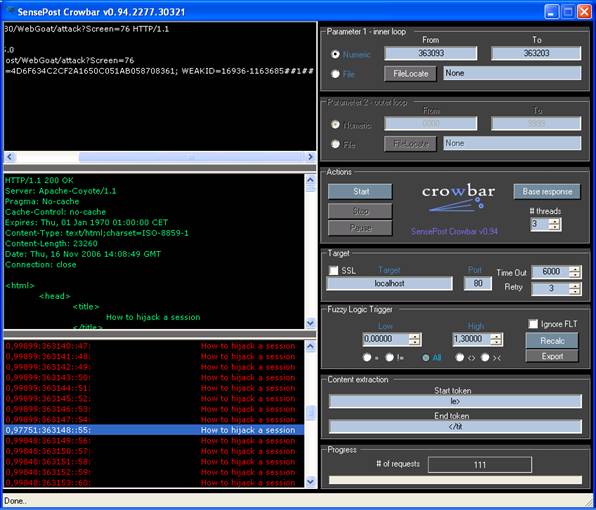 SensePost Crowbar v0.94.2277.30321
30/WebGoat/attack?Screen=76 HTTP/1.1
ost/WebGoat/attack?Screen=76
=4D6F634C2CF2A1650C051AB058708361; WEAKID=16936-1163685##1##
HTTP/1.1 200 OK
Server: Apache-Coyote/1.1
Pragma: No-cache
Cache-Control: no-cache
Expires: Thu, 01 Jan 1970 01:00:00 CET
Content-Type: text/html;charset=ISO-8859-1
Content-Length: 23260
Date: Thu, 16 Nov 2006 14:08:49 GMT
Connection: close
<html>
<head>
<title>
How to hijack a session
</title>
0,99899:363140::47: How to hijack a session
0,99848:363141::48: How to hijack a session
0,99848:363142::49: How to hijack a session
0,99848:363143::50: How to hijack a session
0,99899:363144::51: How to hijack a session
0,99899:363145::52: How to hijack a session
0,99899:363146::53: How to hijack a session
0,99899:363147::54: How to hijack a session
0,97751:363148::55: How to hijack a session
0,99848:363149::56: How to hijack a session
0,99848:363150::57: How to hijack a session
0,99848:363151::58: How to hijack a session
0,99848:363152::59: How to hijack a session
0,99848:363153::60: How to hijack a session
Parameter 1 - inner loop
From To
Numeric 363093 363203
File FileLocate None
Parameter 2 - outer loop
From To
Numeric 0000 9999
File FileLocate None
Actions
Start crowbar Base response
Stop # threads
Pause SensePost Crowbar v0.94 3
Target
SSL Target Port Time Out 6000
localhost 80 Retry 3
Fuzzy Logic Trigger
Low High Ignore FLT
0,00000 1,30000 Recalc
= != All <> >< Export
Content extraction
Start token
le>
End token
</tit
Progress
# of requests 111
Done..